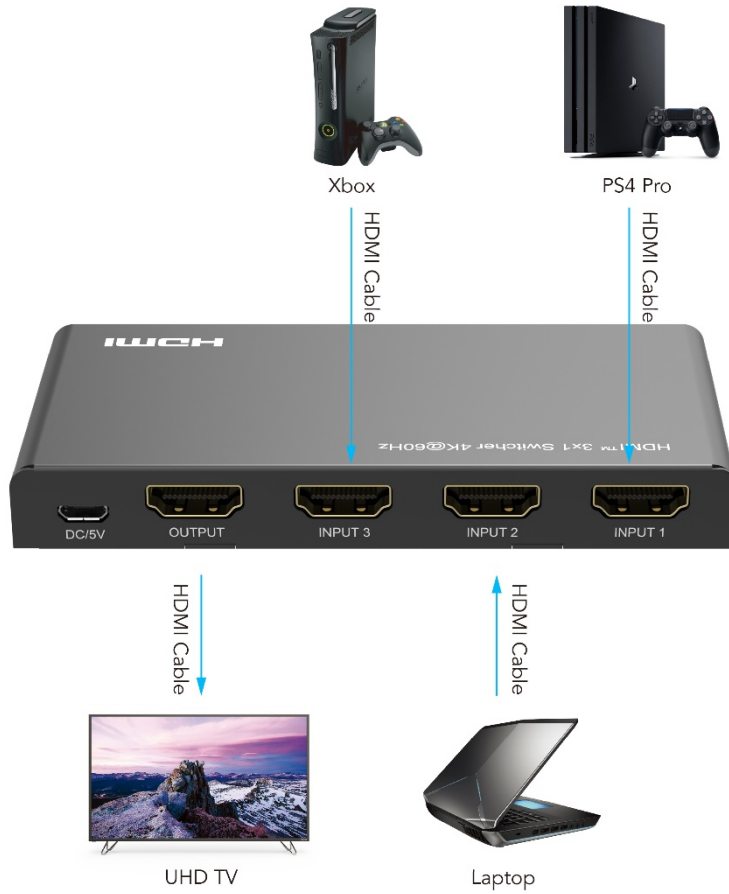 Xbox
PS4 Pro
HDMI Cable
HDMI Cable
HDMI
HDMI™ 3x1 Switcher 4K@60Hz
DC/5V
OUTPUT
INPUT 3
INPUT 2
INPUT 1
HDMI Cable
HDMI Cable
UHD TV
Laptop